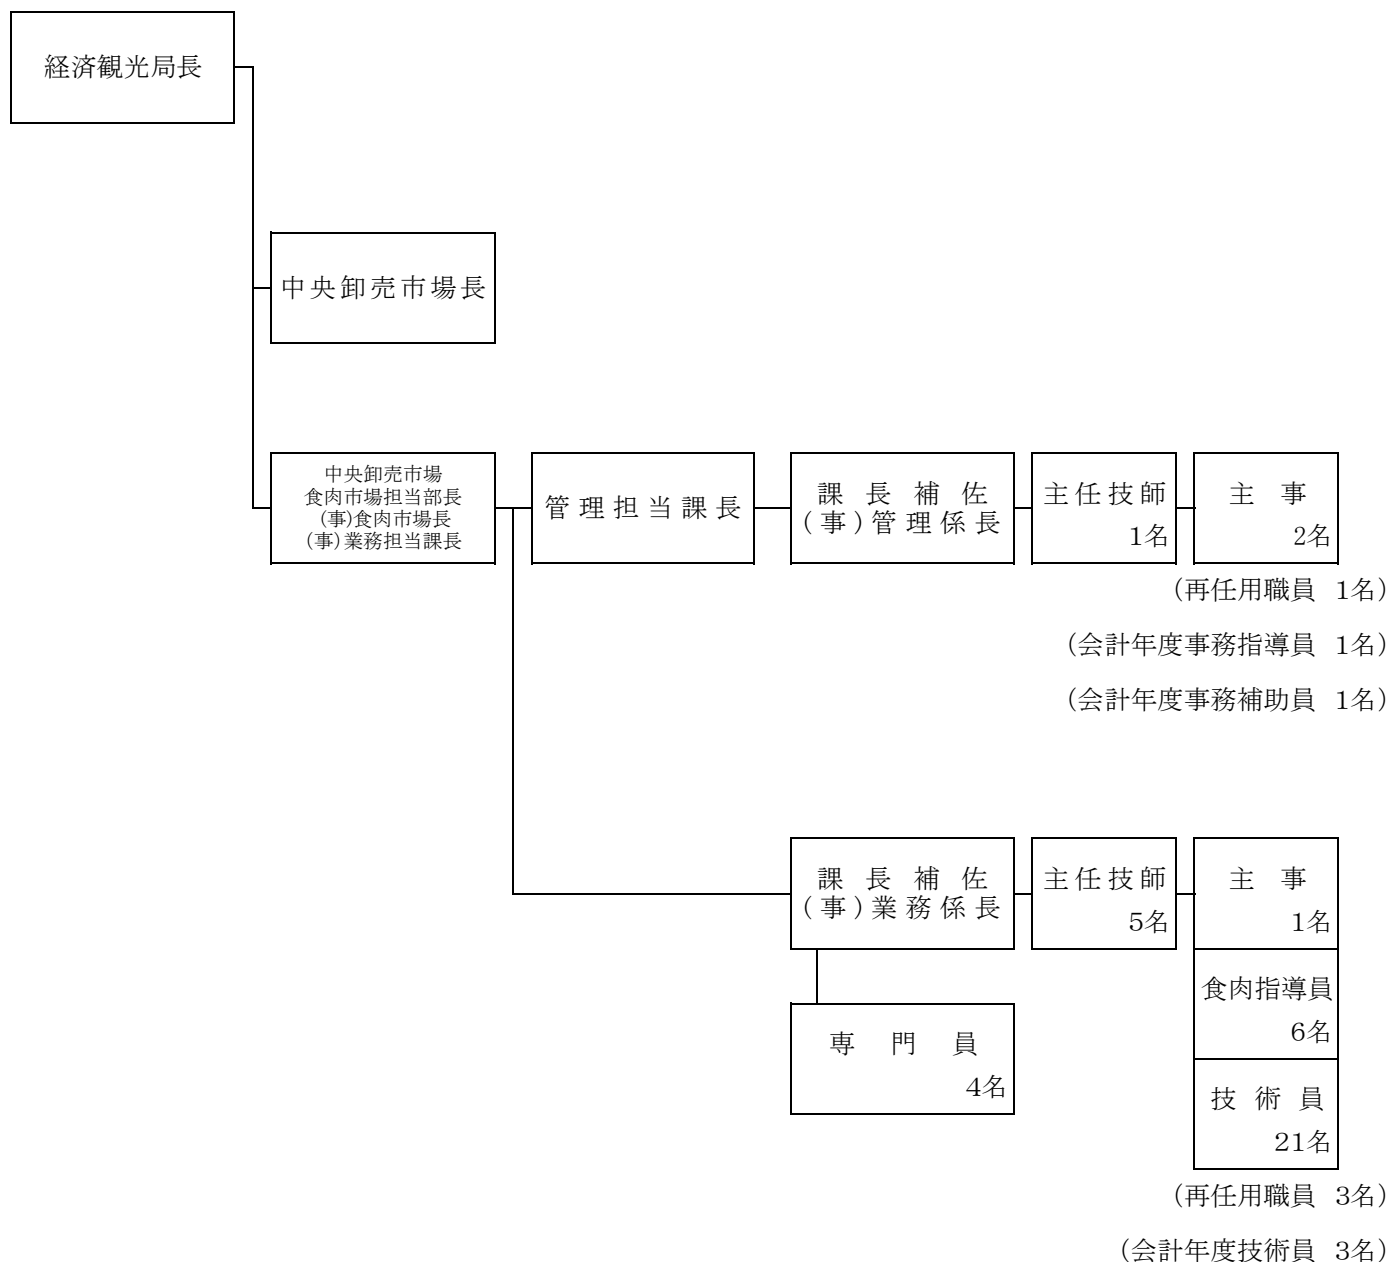 経済観光局長
中央卸売市場長
中央卸売市場
食肉市場担当部長
(事)食肉市場長
(事)業務担当課長
管理担当課長
課長補佐
(事)管理係長
主任技師
1名
主事
2名
(再任用職員 1名)
(会計年度事務指導員 1名)
(会計年度事務補助員 1名)
課長補佐
(事)業務係長
主任技師
5名
主事
1名
食肉指導員
6名
専門員
4名
技術員
21名
(再任用職員 3名)
(会計年度技術員 3名)